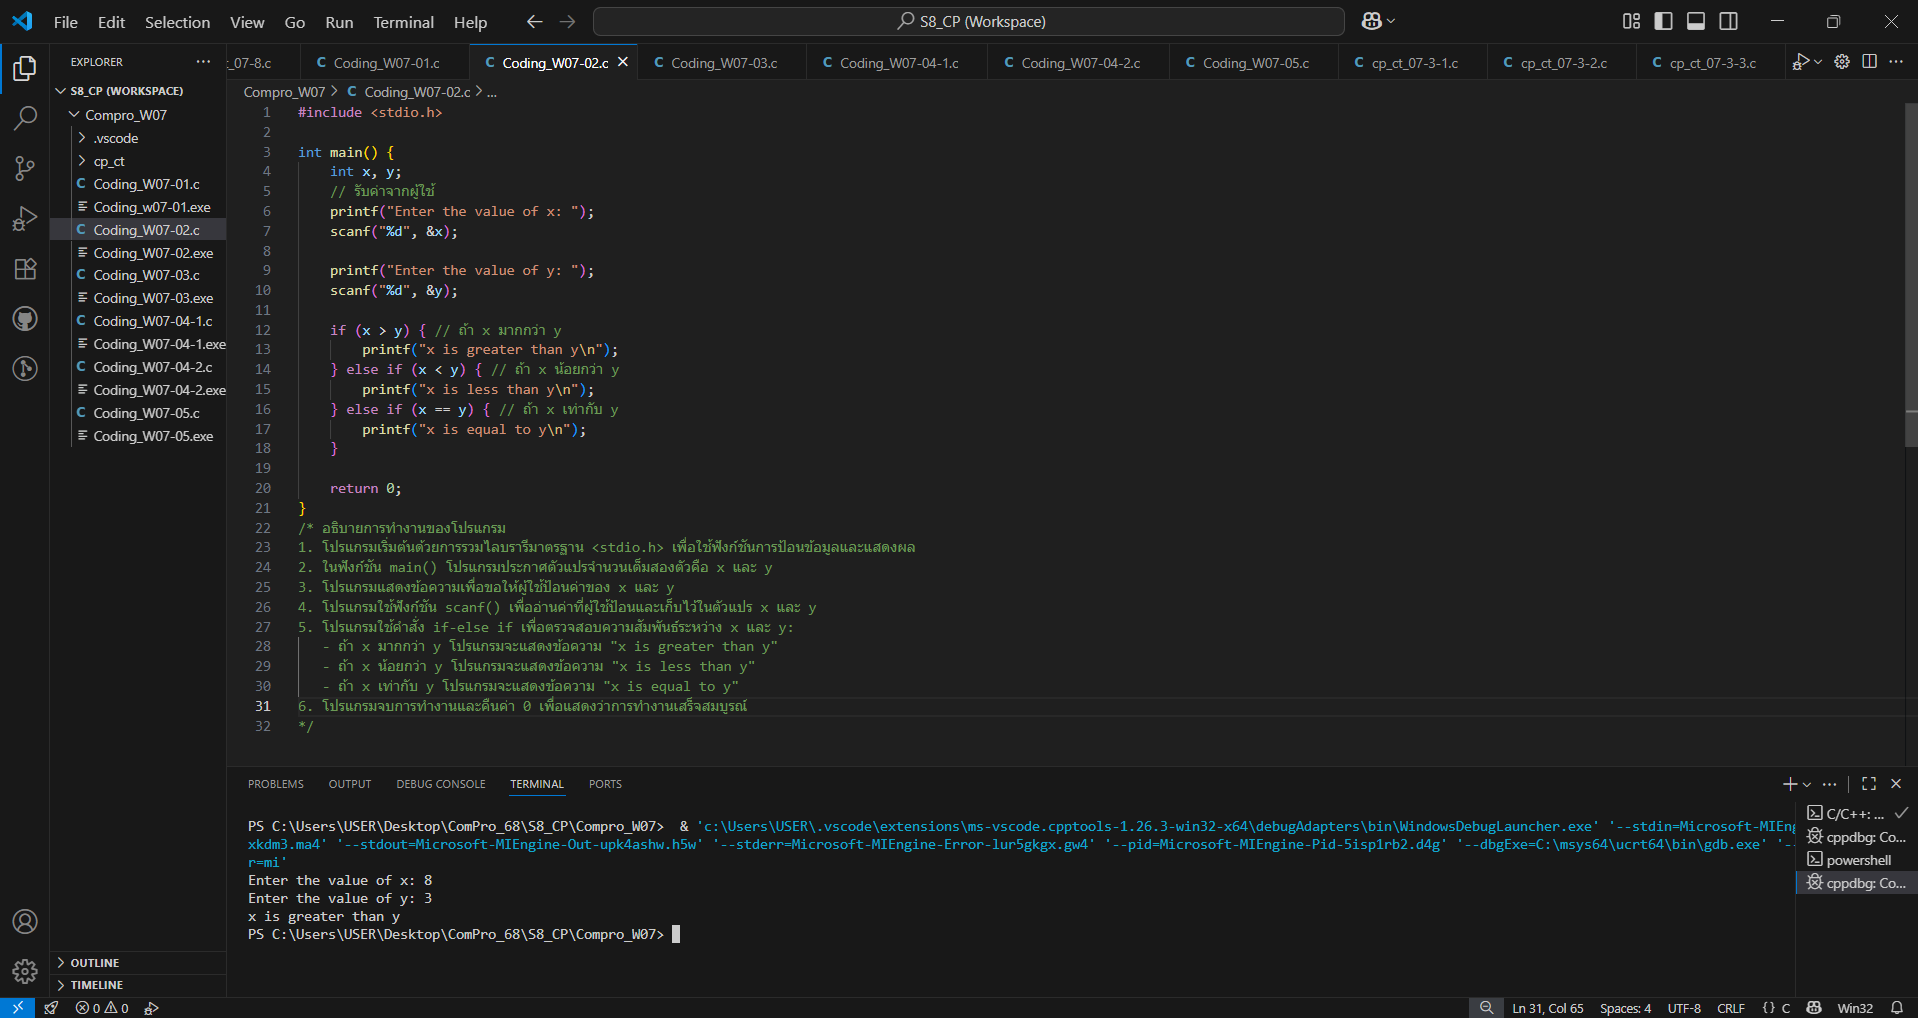 File Edit Selection View Go Run Terminal Help S8_CP (Workspace)
EXPLORER
S8_CP (WORKSPACE)
Compro_W07
.vscode
cp_ct
Coding_W07-01.c
Coding_w07-01.exe
Coding_W07-02.c
Coding_W07-02.exe
Coding_W07-03.c
Coding_W07-03.exe
Coding_W07-04-1.c
Coding_W07-04-1.exe
Coding_W07-04-2.c
Coding_W07-04-2.exe
Coding_W07-05.c
Coding_W07-05.exe
OUTLINE
TIMELINE
_07-8.c C Coding_W07-01.c C Coding_W07-02.c C Coding_W07-03.c C Coding_W07-04-1.c C Coding_W07-04-2.c C Coding_W07-05.c C cp_ct_07-3-1.c C cp_ct_07-3-2.c C cp_ct_07-3-3.c
Compro_W07 > C Coding_W07-02.c > ...
1 #include <stdio.h>
2
3 int main() {
4 int x, y;
5 // รับค่าจากผู้ใช้
6 printf("Enter the value of x: ");
7 scanf("%d", &x);
8
9 printf("Enter the value of y: ");
10 scanf("%d", &y);
11
12 if (x > y) { // ถ้า x มากกว่า y
13 printf("x is greater than y\n");
14 } else if (x < y) { // ถ้า x น้อยกว่า y
15 printf("x is less than y\n");
16 } else if (x == y) { // ถ้า x เท่ากับ y
17 printf("x is equal to y\n");
18 }
19
20 return 0;
21 }
22 /* อธิบายการทำงานของโปรแกรม
23 1. โปรแกรมเริ่มต้นด้วยการรวมไลบรารีมาตรฐาน <stdio.h> เพื่อใช้ฟังก์ชันการป้อนข้อมูลและแสดงผล
24 2. ในฟังก์ชัน main() โปรแกรมประกาศตัวแปรจำนวนเต็มสองตัวคือ x และ y
25 3. โปรแกรมแสดงข้อความเพื่อขอให้ผู้ใช้ป้อนค่าของ x และ y
26 4. โปรแกรมใช้ฟังก์ชัน scanf() เพื่ออ่านค่าที่ผู้ใช้ป้อนและเก็บไว้ในตัวแปร x และ y
27 5. โปรแกรมใช้คำสั่ง if-else if เพื่อตรวจสอบความสัมพันธ์ระหว่าง x และ y:
28 - ถ้า x มากกว่า y โปรแกรมจะแสดงข้อความ "x is greater than y"
29 - ถ้า x น้อยกว่า y โปรแกรมจะแสดงข้อความ "x is less than y"
30 - ถ้า x เท่ากับ y โปรแกรมจะแสดงข้อความ "x is equal to y"
31 6. โปรแกรมจบการทำงานและคืนค่า 0 เพื่อแสดงว่าการทำงานเสร็จสมบูรณ์
32 */
PROBLEMS OUTPUT DEBUG CONSOLE TERMINAL PORTS
PS C:\Users\USER\Desktop\ComPro_68\S8_CP\Compro_W07> & 'c:\Users\USER\.vscode\extensions\ms-vscode.cpptools-1.26.3-win32-x64\debugAdapters\bin\WindowsDebugLauncher.exe' '--stdin=Microsoft-MIEng
xkdm3.ma4' '--stdout=Microsoft-MIEngine-Out-upk4ashw.h5w' '--stderr=Microsoft-MIEngine-Error-lur5gkgx.gw4' '--pid=Microsoft-MIEngine-Pid-5isp1rb2.d4g' '--dbgExe=C:\msys64\ucrt64\bin\gdb.exe' '--
r=mi'
Enter the value of x: 8
Enter the value of y: 3
x is greater than y
PS C:\Users\USER\Desktop\ComPro_68\S8_CP\Compro_W07>
C/C++: ...
cppdbg: Co...
powershell
cppdbg: Co...
0 0 Ln 31, Col 65 Spaces: 4 UTF-8 CRLF {} C Win32